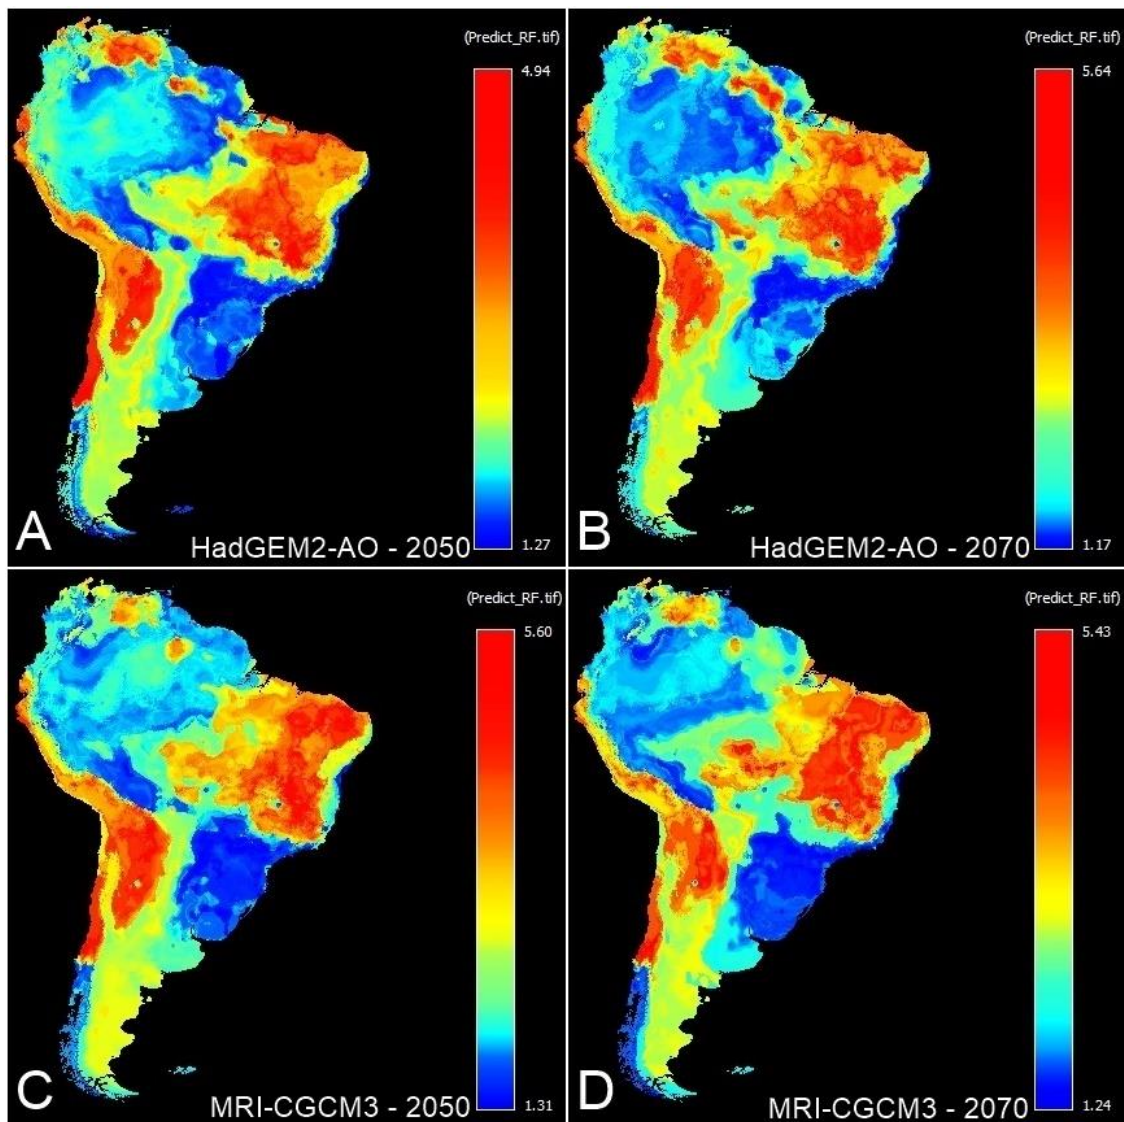 (Predict_RF.tif)
4.94
1.27
A
HadGEM2-AO - 2050
(Predict_RF.tif)
5.64
1.17
B
HadGEM2-AO - 2070
(Predict_RF.tif)
5.60
1.31
C
MRI-CGCM3 - 2050
(Predict_RF.tif)
5.43
1.24
D
MRI-CGCM3 - 2070